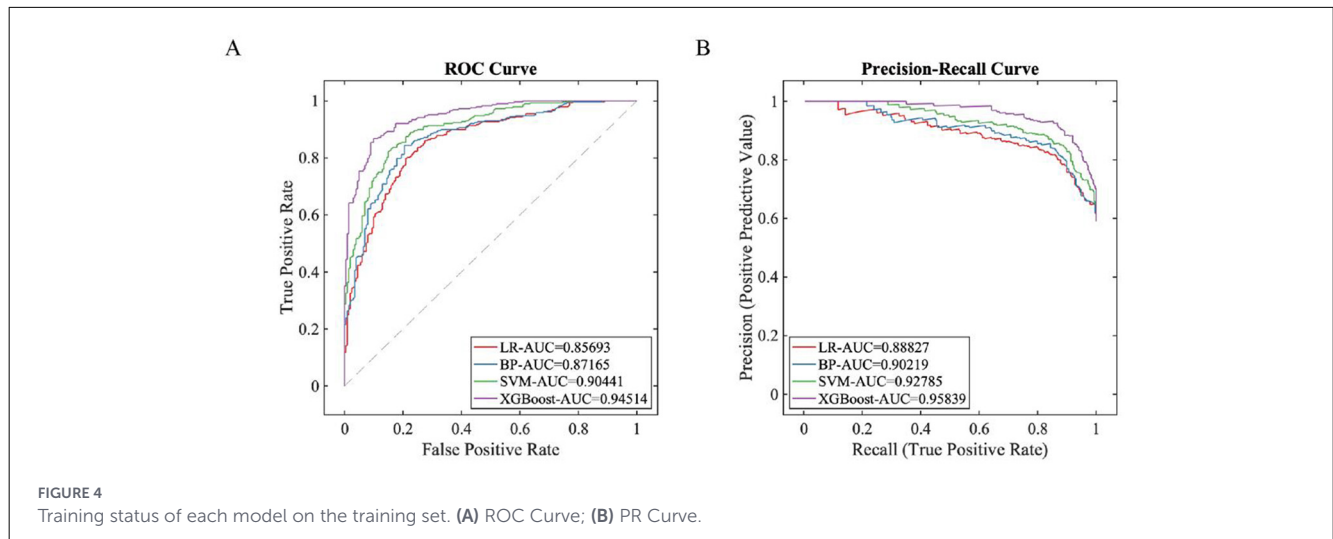 A
ROC Curve
True Positive Rate
1
0.8
0.6
0.4
0.2
0
LR-AUC=0.85693
BP-AUC=0.87165
SVM-AUC=0.90441
XGBoost-AUC=0.94514
0 0.2 0.4 0.6 0.8 1
False Positive Rate
B
Precision-Recall Curve
Precision (Positive Predictive Value)
1
0.8
0.6
0.4
0.2
0
LR-AUC=0.88827
BP-AUC=0.90219
SVM-AUC=0.92785
XGBoost-AUC=0.95839
0 0.2 0.4 0.6 0.8 1
Recall (True Positive Rate)
FIGURE 4
Training status of each model on the training set. (A) ROC Curve; (B) PR Curve.